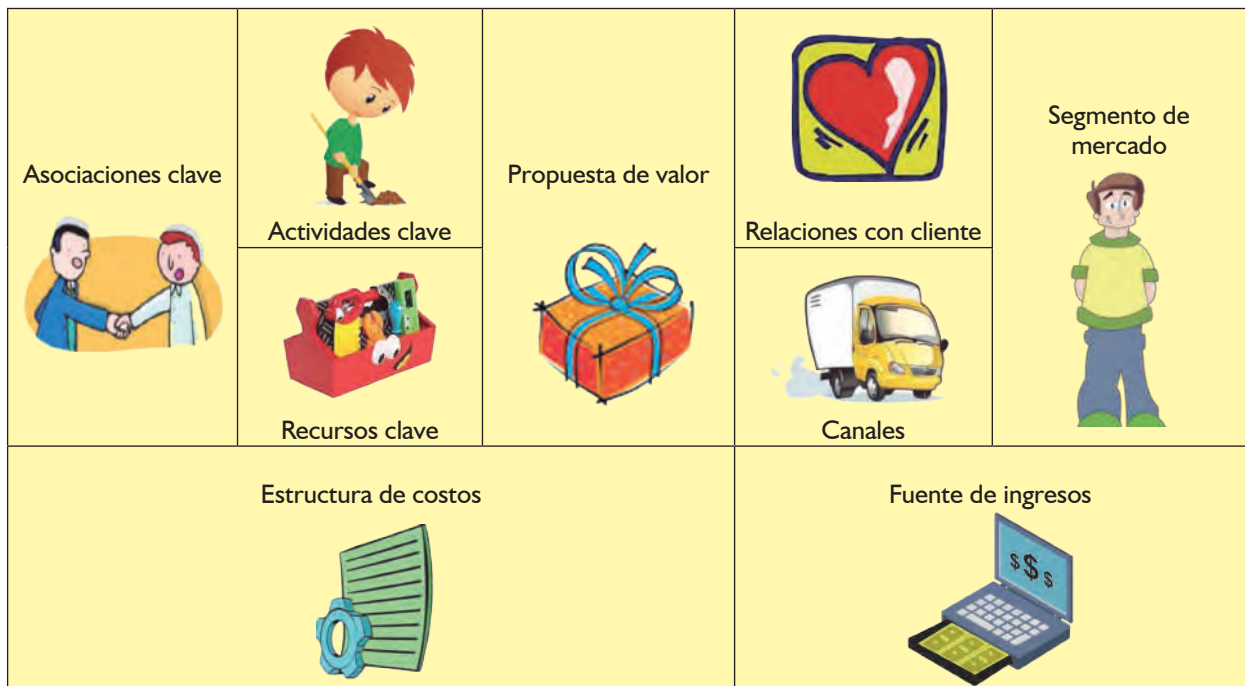 Asociaciones clave
Actividades clave
Recursos clave
Propuesta de valor
Relaciones con cliente
Canales
Segmento de
mercado
Estructura de costos
Fuente de ingresos
$ $ $